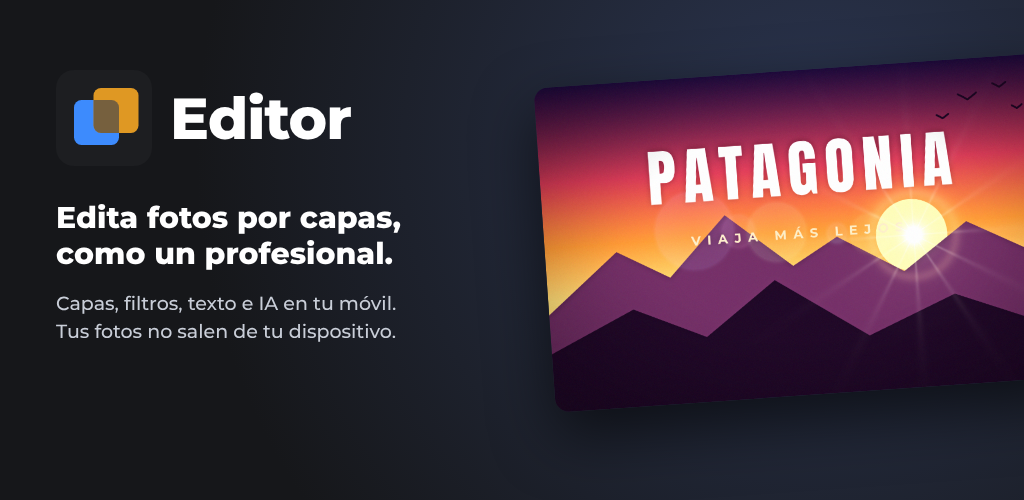 Editor
Edita fotos por capas,
como un profesional.
Capas, filtros, texto e IA en tu móvil.
Tus fotos no salen de tu dispositivo.
PATAGONIA
VIAJA MÁS